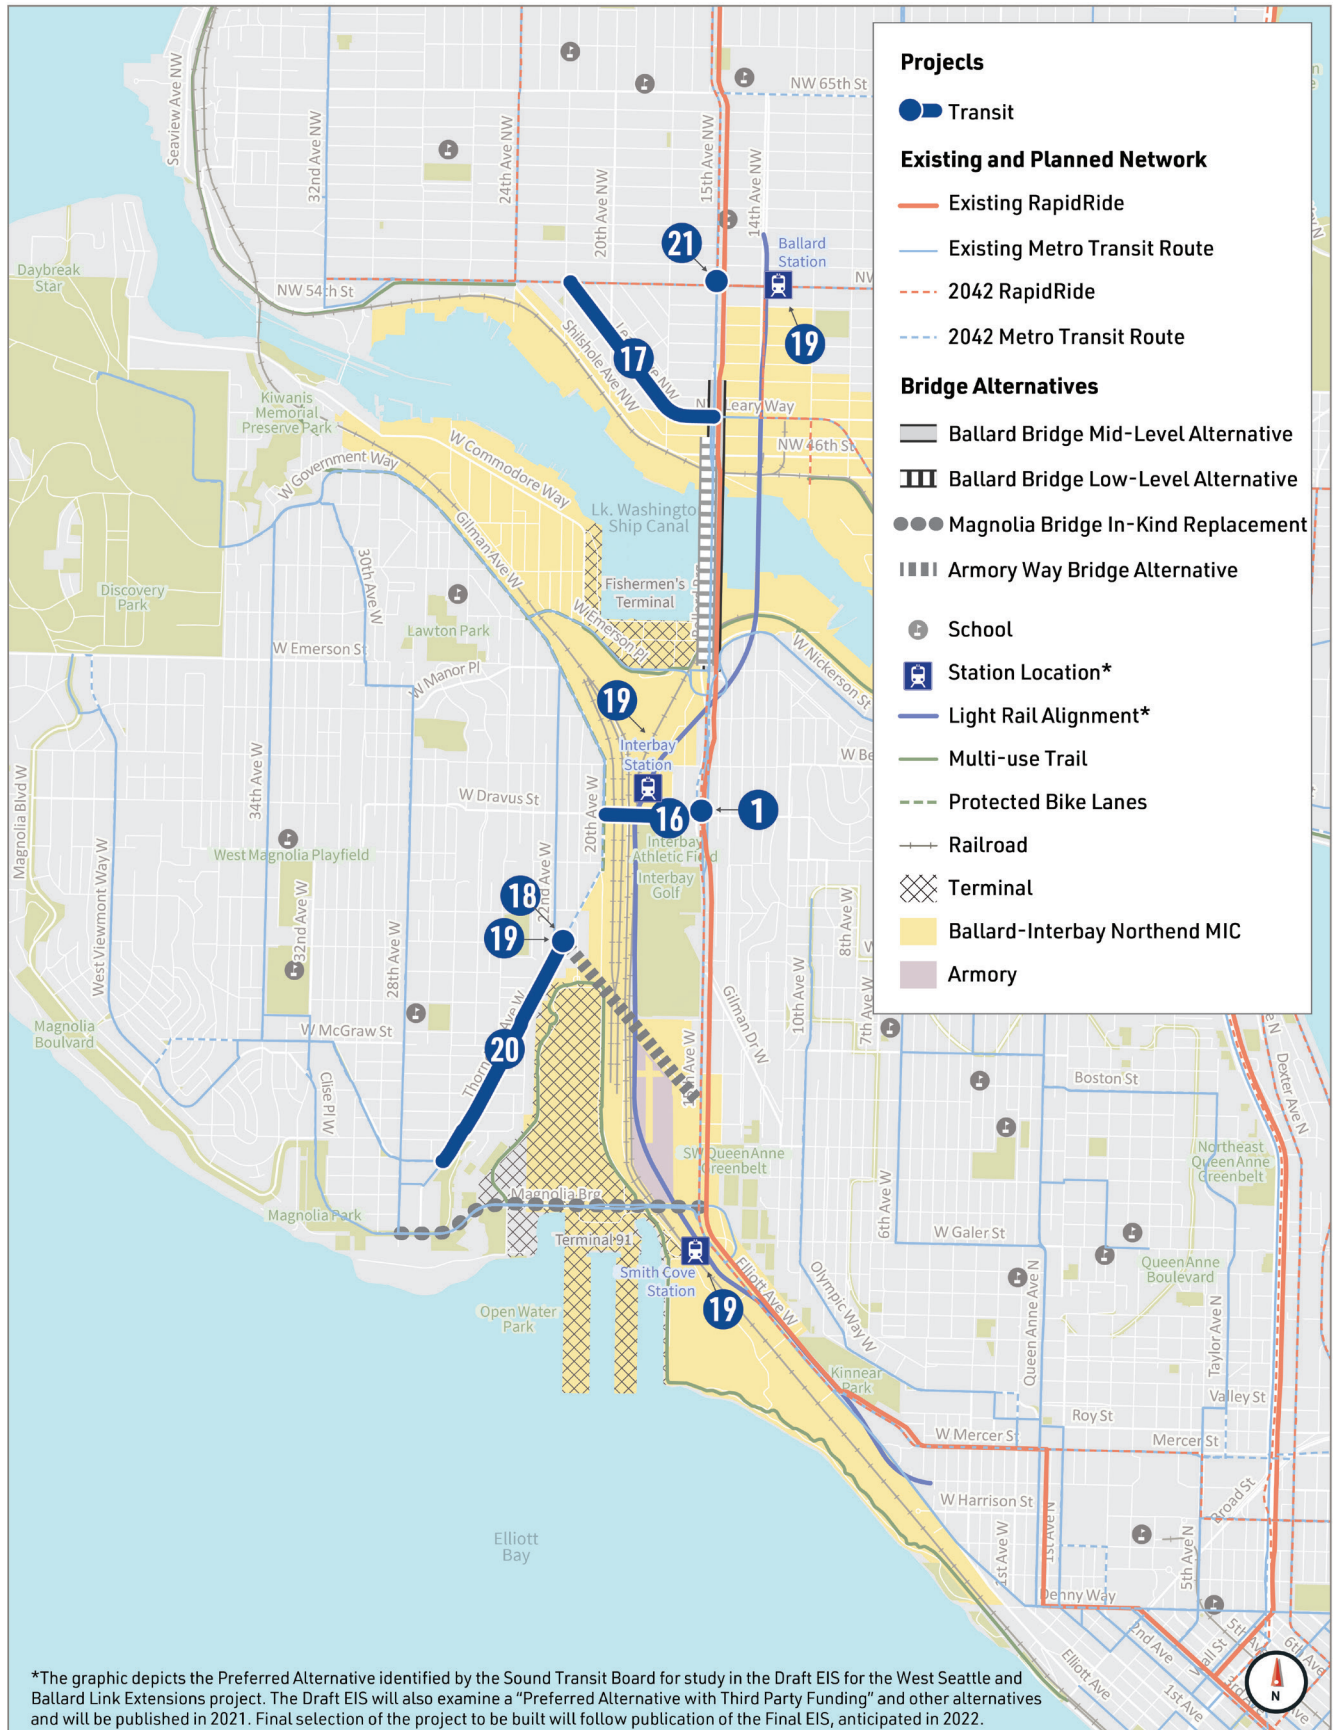 Projects
Transit
Existing and Planned Network
Existing RapidRide
Existing Metro Transit Route
2042 RapidRide
2042 Metro Transit Route
Bridge Alternatives
Ballard Bridge Mid-Level Alternative
Ballard Bridge Low-Level Alternative
Magnolia Bridge In-Kind Replacement
Armory Way Bridge Alternative
School
Station Location*
Light Rail Alignment*
Multi-use Trail
Protected Bike Lanes
Railroad
Terminal
Ballard-Interbay Northend MIC
Armory
Seaview Ave NW
32nd Ave NW
24th Ave NW
20th Ave NW
15th Ave NW
14th Ave NW
NW 65th St
21
Ballard
Station
19
Daybreak
Star
NW 54th St
NW
17
Shilshole Ave NW
Leary Way
NW 46th St
Kiwanis
Memorial
Preserve Park
W Government Way
W Commodore Way
Gilman Ave W
Lk. Washingto
Ship Canal
Fishermen's
Terminal
W Emerson Pl
W Nickerson St
Discovery
Park
30th Ave W
Lawton Park
W Emerson St
W Manor Pl
19
Interbay
Station
W Be
Magnolia Blvd W
34th Ave W
W Dravus St
20th Ave W
16
1
Interbay
Athletic Field
Interbay
Golf
West Magnolia Playfield
West Viewmont Way W
32nd Ave W
28th Ave W
22nd Ave W
18
19
8th Ave W
10th Ave W
7th Ave W
Gilman Dr W
Magnolia
Boulvard
W McGraw St
Clise Pl W
20
Boston St
Dexter Ave N
SW Queen Anne
Greenbelt
Northeast
Queen Anne
Greenbelt
6th Ave W
Magnolia Park
Magnolia Brg
Terminal 91
Smith Cove
Station
19
Elliott Ave W
Olympic Way W
W Galer St
Queen Anne
Boulevard
Queen Anne Ave N
Taylor Ave N
Open Water
Park
Kinnear
Park
Valley St
Roy St
W Mercer St
Mercer St
W Harrison St
Broad St
1st Ave W
1st Ave N
5th Ave N
Elliott
Bay
Denny Way
2nd Ave
Wall St
5th Ave
6th Ave
3rd
1st Ave
Elliott Ave
N
*The graphic depicts the Preferred Alternative identified by the Sound Transit Board for study in the Draft EIS for the West Seattle and
Ballard Link Extensions project. The Draft EIS will also examine a “Preferred Alternative with Third Party Funding” and other alternatives
and will be published in 2021. Final selection of the project to be built will follow publication of the Final EIS, anticipated in 2022.